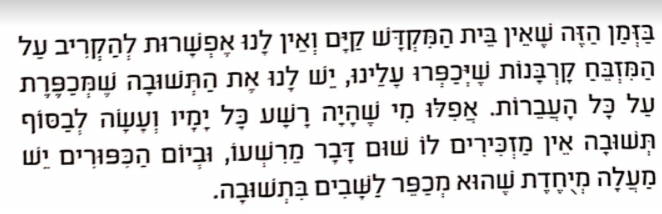 בַּזְּמַן הַזֶּה שֶׁאֵין בֵּית הַמִּקְדָּשׁ קַיָּם וְאֵין לָנוּ אֶפְשָׁרוּת לְהַקְרִיב עַל
הַמִּזְבֵּחַ קָרְבָּנוֹת שֶׁיְּכַפְּרוּ עָלֵינוּ, יֵשׁ לָנוּ אֶת הַתְּשׁוּבָה שֶׁמְּכַפֶּרֶת
עַל כָּל הָעֲבֵרוֹת. אֲפִלּוּ מִי שֶׁהָיָה רָשָׁע כָּל יָמָיו וְעָשָׂה לְבַסּוֹף
תְּשׁוּבָה אֵין מַזְכִּירִים לוֹ שׁוּם דָּבָר מֵרִשְׁעוֹ, וּבְיוֹם הַכִּפּוּרִים יֵשׁ
מַעֲלָה מְיֻחֶדֶת שֶׁהוּא מְכַפֵּר לַשָּׁבִים בִּתְשׁוּבָה.